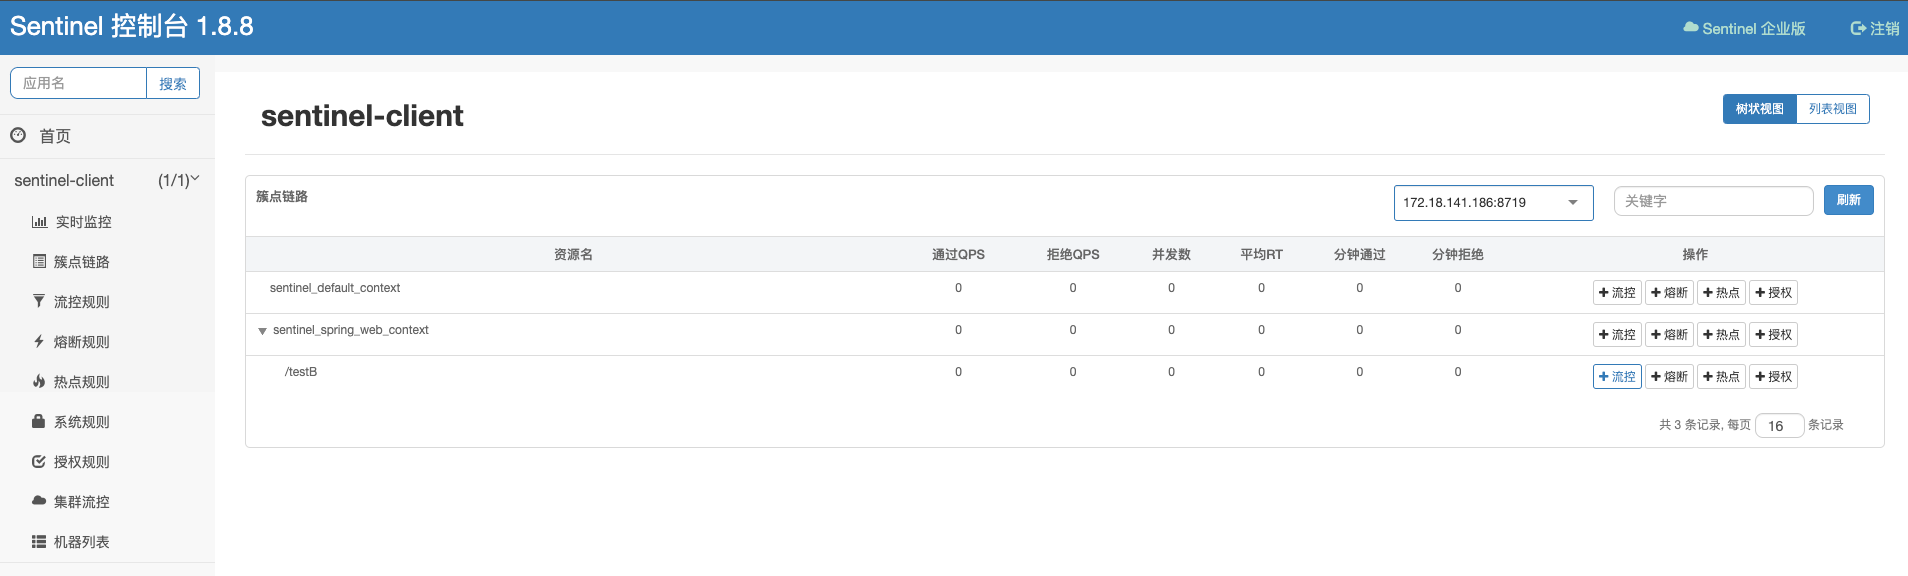 Sentinel 控制台 1.8.8
Sentinel 企业版
注销
应用名
搜索
首页
sentinel-client (1/1)
实时监控
簇点链路
流控规则
熔断规则
热点规则
系统规则
授权规则
集群流控
机器列表
sentinel-client
树状视图 列表视图
簇点链路
172.18.141.186:8719
关键字
刷新
资源名 通过QPS 拒绝QPS 并发数 平均RT 分钟通过 分钟拒绝 操作
sentinel_default_context 0 0 0 0 0 0 流控 熔断 热点 授权
sentinel_spring_web_context 0 0 0 0 0 0 流控 熔断 热点 授权
/testB 0 0 0 0 0 0 流控 熔断 热点 授权
共 3 条记录, 每页 16 条记录